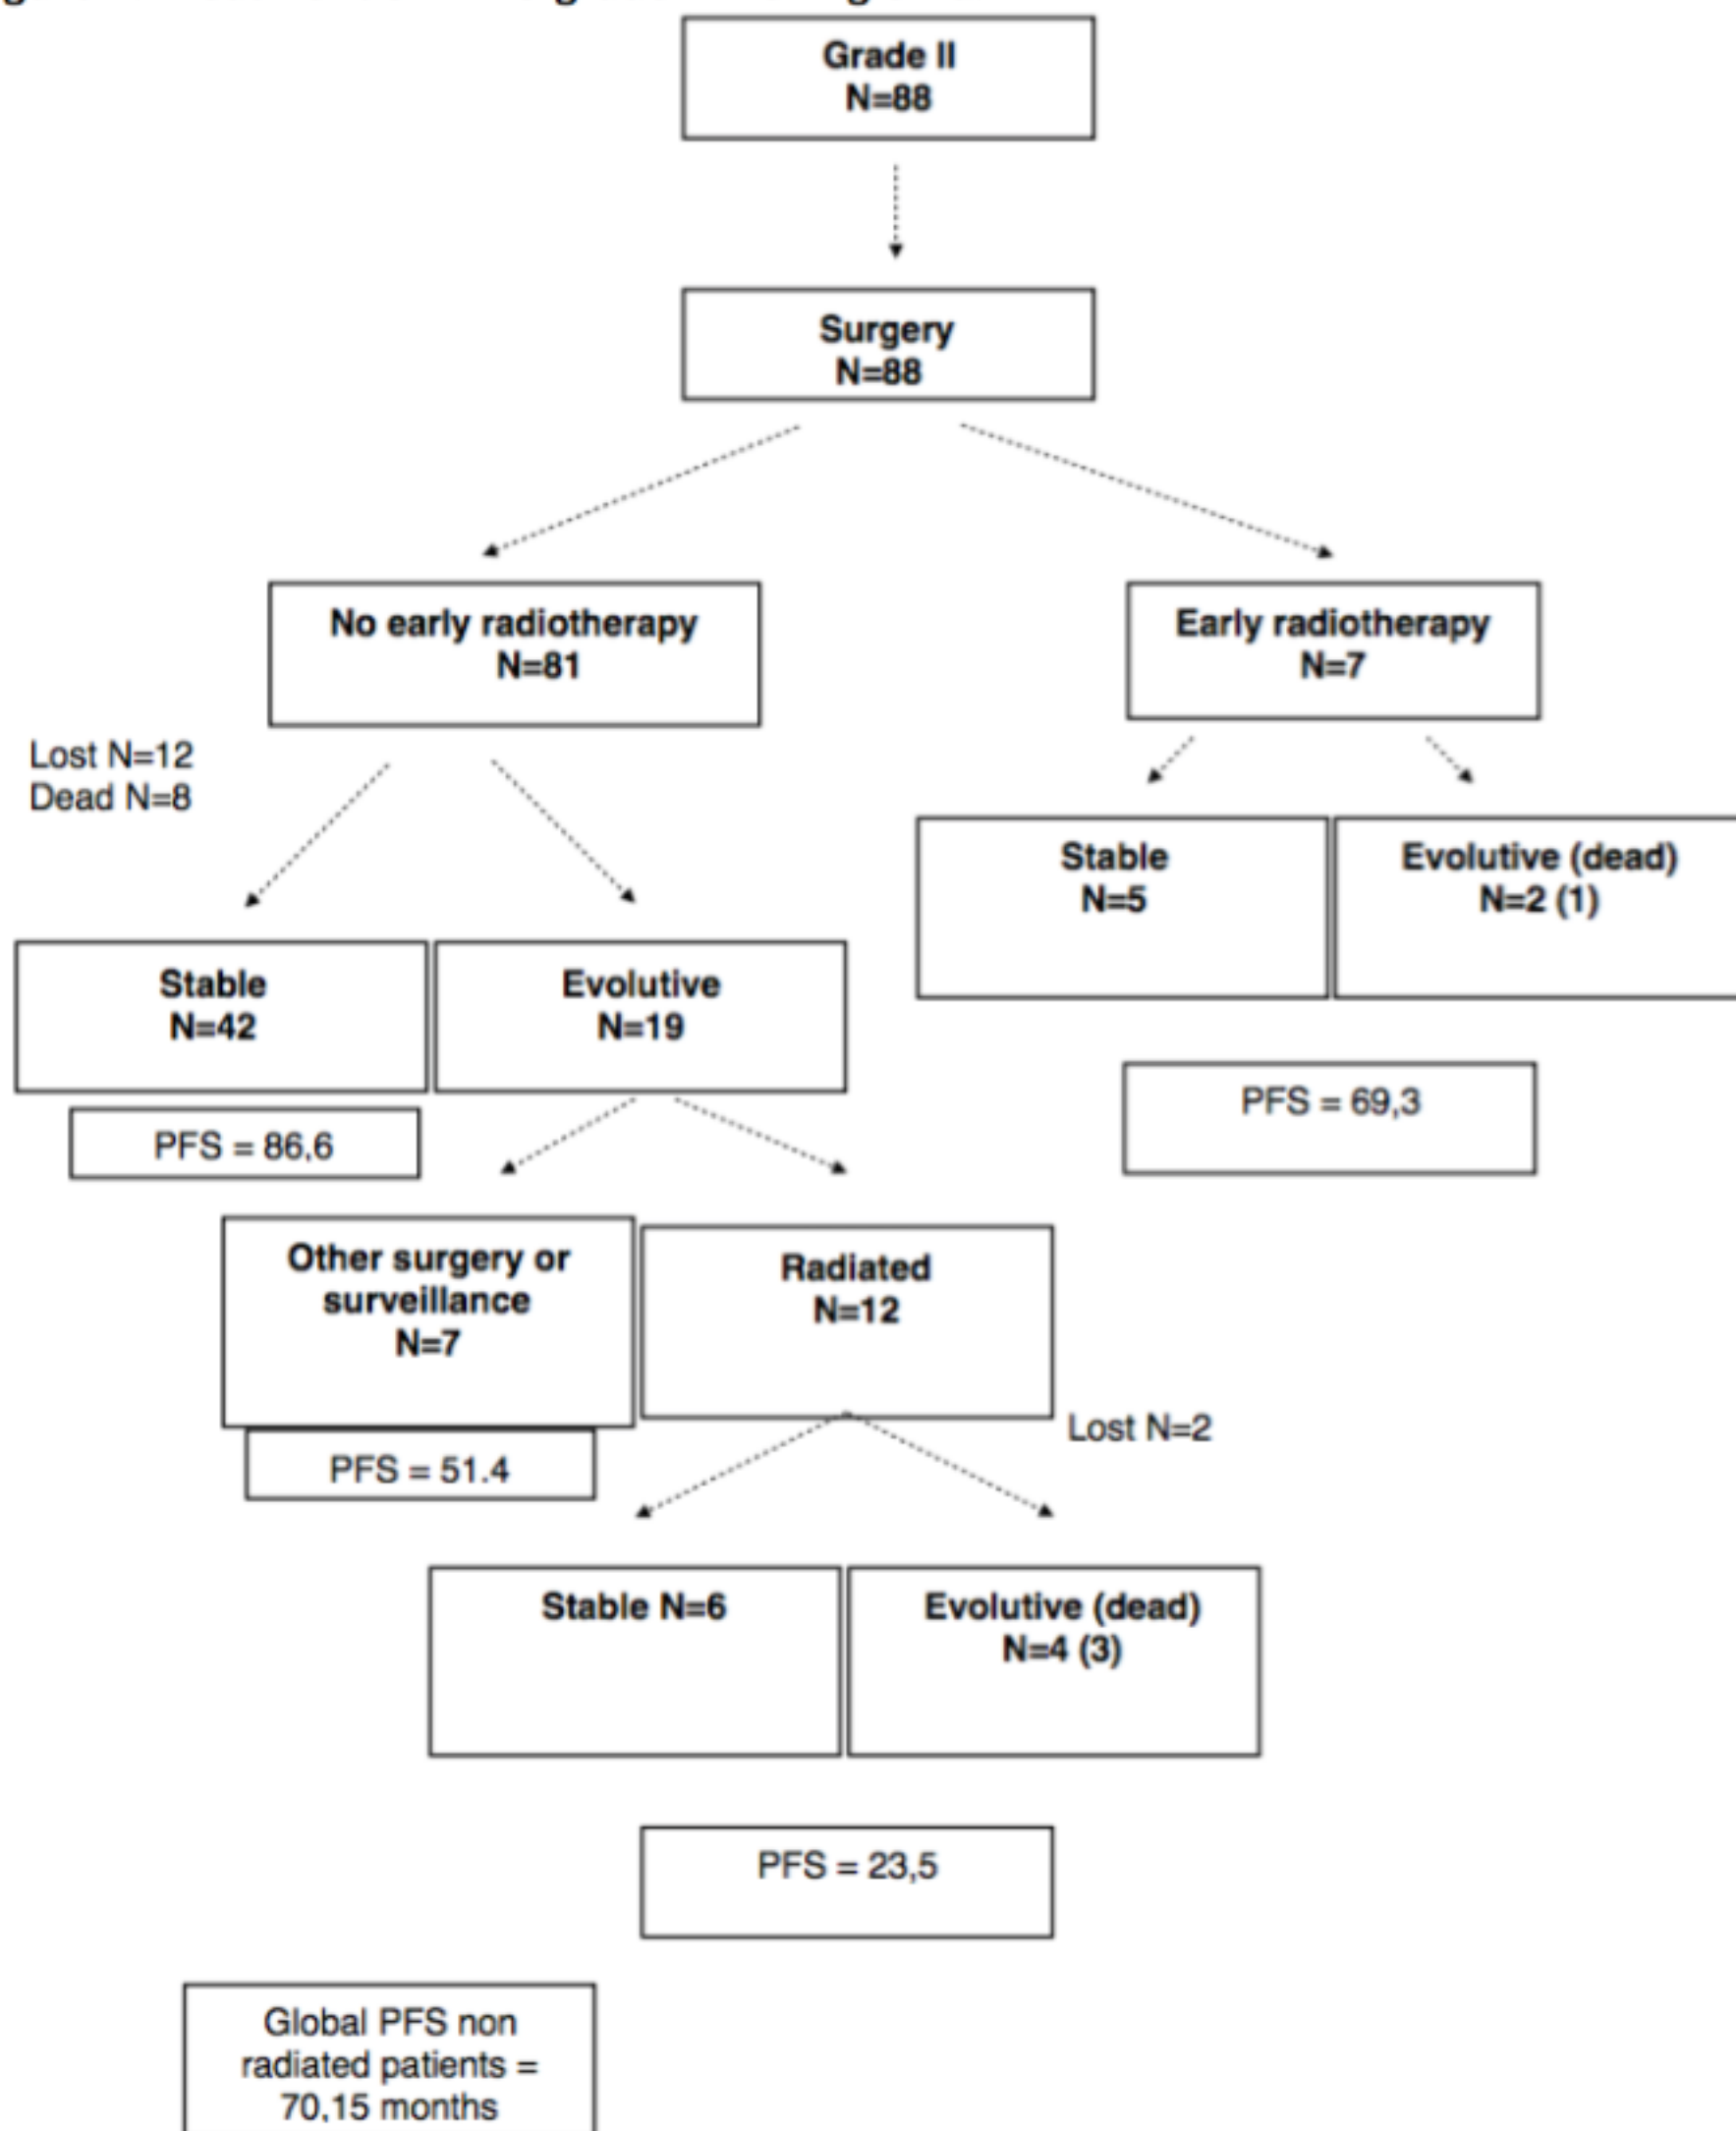 Grade II
N=88
Surgery
N=88
No early radiotherapy
N=81
Early radiotherapy
N=7
Lost N=12
Dead N=8
Stable
N=5
Evolutive (dead)
N=2 (1)
Stable
N=42
Evolutive
N=19
PFS = 69,3
PFS = 86,6
Other surgery or
surveillance
N=7
Radiated
N=12
Lost N=2
PFS = 51.4
Stable N=6
Evolutive (dead)
N=4 (3)
PFS = 23,5
Global PFS non
radiated patients =
70,15 months